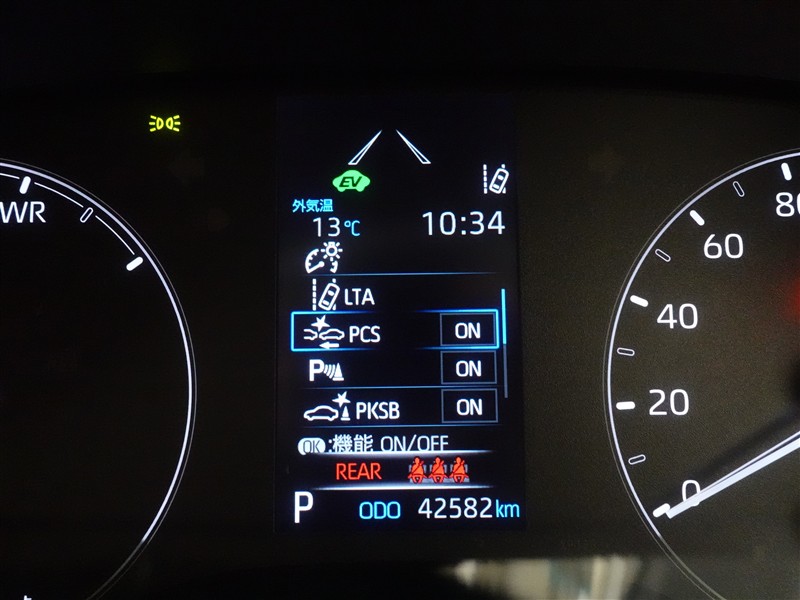 EV
外気温
13℃ 10:34
LTA
PCS ON
P ON
PKSB ON
OK:機能 ON/OFF
REAR
P ODO 42582km
WR
80
60
40
20
0